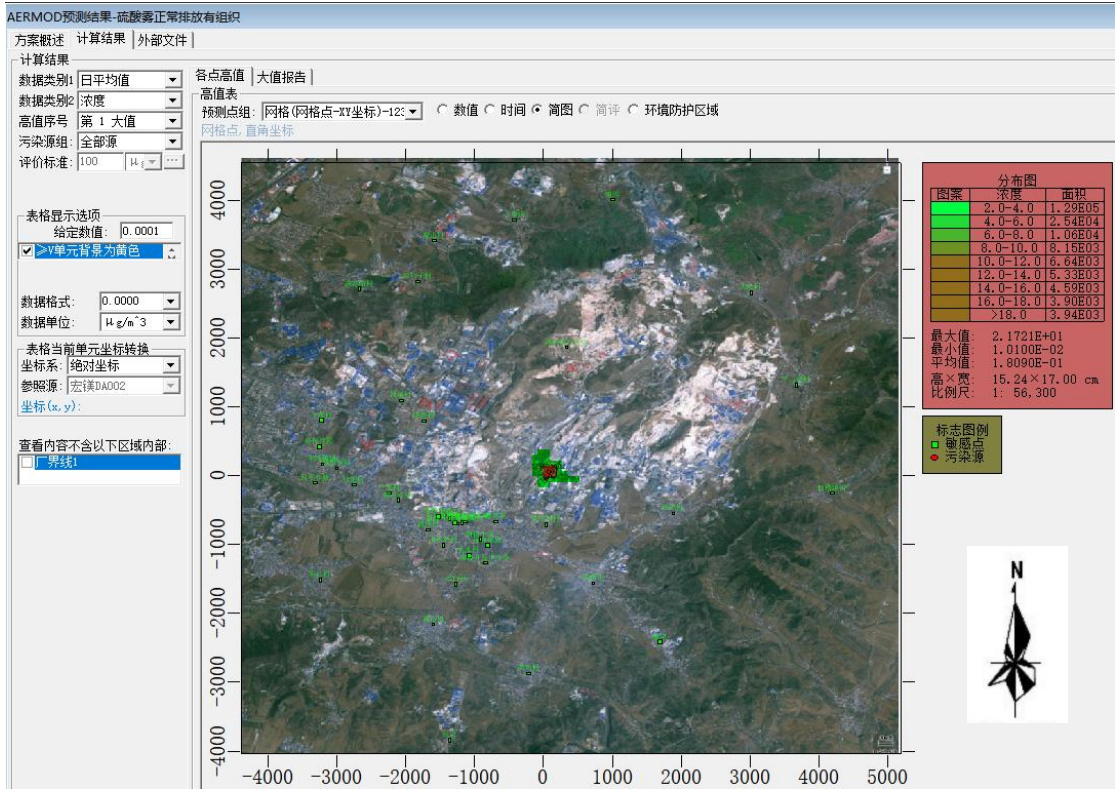 AERMOD预测结果-硫酸雾正常排放有组织
方案概述 计算结果 外部文件
计算结果
数据类别1 日平均值
数据类别2 浓度
高值序号 第 1 大值
污染源组: 全部源
评价标准: 100
表格显示选项
给定数值: 0.0001
≥V单元背景为黄色
数据格式: 0.0000
数据单位: μg/m^3
表格当前单元坐标转换
坐标系: 绝对坐标
参照源: 宏镁DA002
坐标(x,y):
查看内容不含以下区域内部:
厂界线1
各点高值 大值报告
高值表
预测点组: 网格(网格点-XY坐标)-123
数值 时间 简图 简评 环境防护区域
网格点,直角坐标
4000
3000
2000
1000
0
-1000
-2000
-3000
-4000
-4000 -3000 -2000 -1000 0 1000 2000 3000 4000 5000
分布图
图案 浓度 面积
2.0-4.0 1.29E05
4.0-6.0 2.54E04
6.0-8.0 1.06E04
8.0-10.0 8.15E03
10.0-12.0 6.64E03
12.0-14.0 5.33E03
14.0-16.0 4.59E03
16.0-18.0 3.90E03
>18.0 3.94E03
最大值: 2.1721E+01
最小值: 1.0100E-02
平均值: 1.8090E-01
高×宽: 15.24×17.00 cm
比例尺: 1: 56,300
标志图例
敏感点
污染源
N